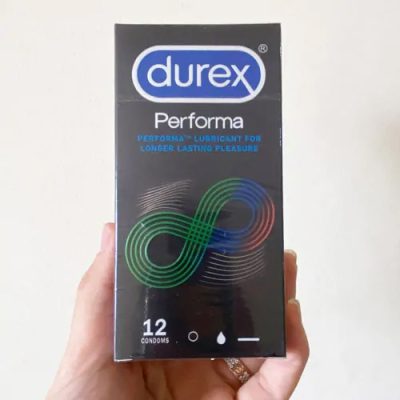 durex®
Performa
PERFORMA™ LUBRICANT FOR
LONGER LASTING PLEASURE
12
CONDOMS